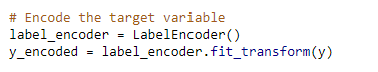 # Encode the target variable
label_encoder = LabelEncoder()
y_encoded = label_encoder.fit_transform(y)